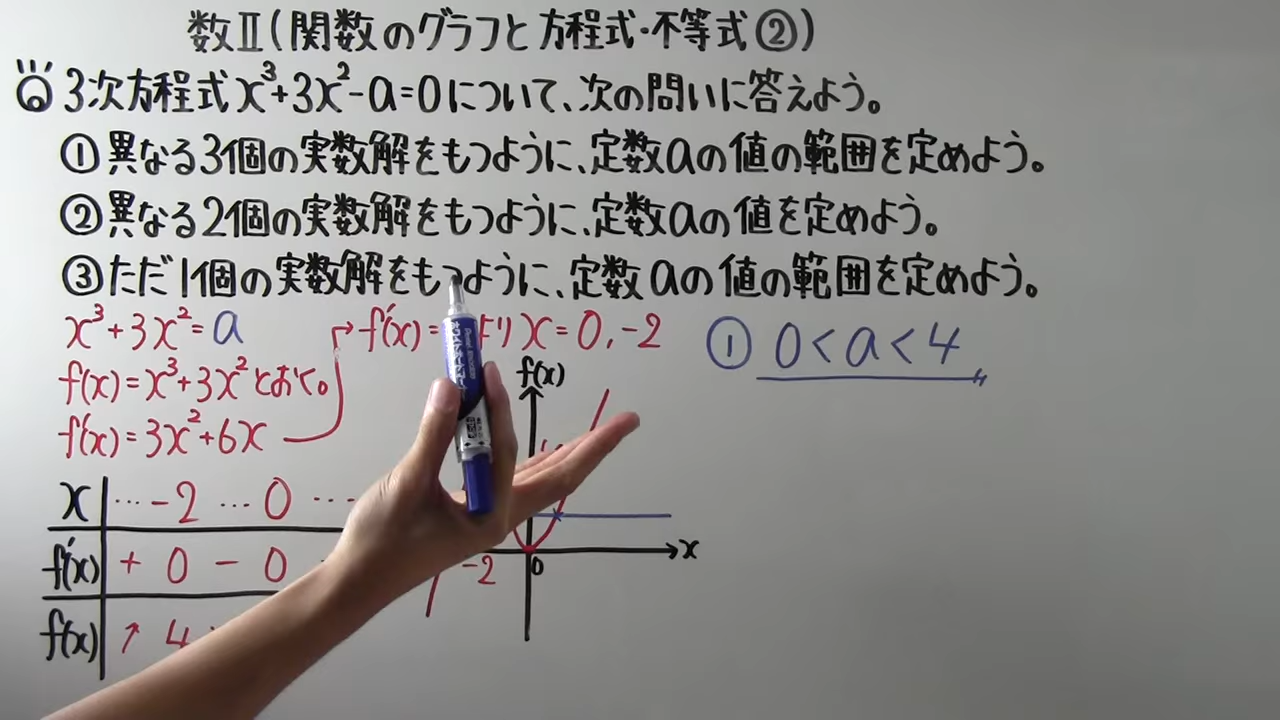 数Ⅱ(関数のグラフと方程式・不等式②)
3次方程式x³+3x²-a=0について、次の問いに答えよう。
①異なる3個の実数解をもつように、定数aの値の範囲を定めよう。
②異なる2個の実数解をもつように、定数aの値を定めよう。
③ただ1個の実数解をもつように、定数aの値の範囲を定めよう。
x³+3x²=a
f(x)=x³+3x²とおく。
f'(x)=3x²+6x
f'(x)= より x=0,-2
① 0<a<4
x … -2 … 0 …
f'(x) + 0 - 0
f(x) ↗ 4
f(x)
x
-2
0